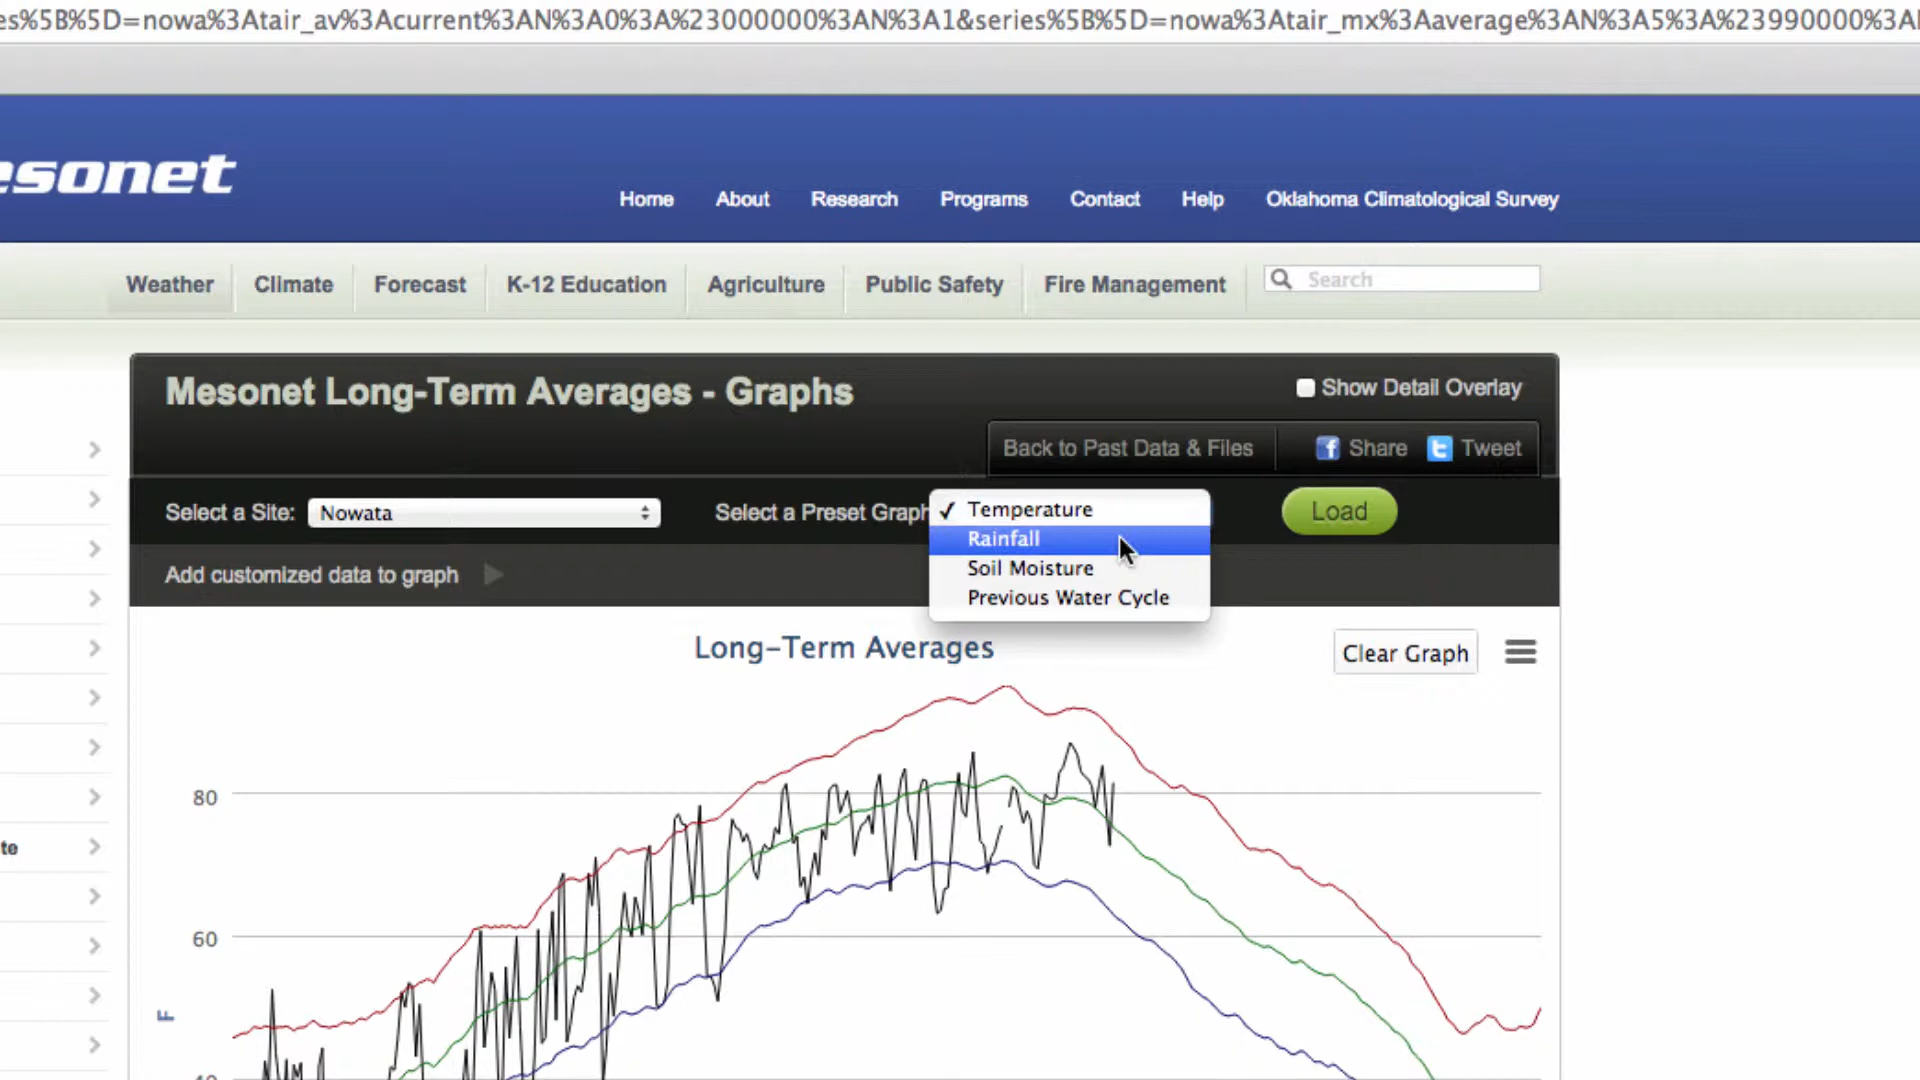 es%5B%5D=nowa%3Atair_av%3Acurrent%3AN%3A0%3A%23000000%3AN%3A1&series%5B%5D=nowa%3Atair_mx%3Aaverage%3AN%3A5%3A%23990000%3A
esonet
Home About Research Programs Contact Help Oklahoma Climatological Survey
Weather Climate Forecast K-12 Education Agriculture Public Safety Fire Management Search
Mesonet Long-Term Averages - Graphs
Show Detail Overlay
Back to Past Data & Files Share Tweet
Select a Site: Nowata Select a Preset Graph Temperature Load
Rainfall
Soil Moisture
Previous Water Cycle
Add customized data to graph
Long-Term Averages
Clear Graph
80
te
60
F